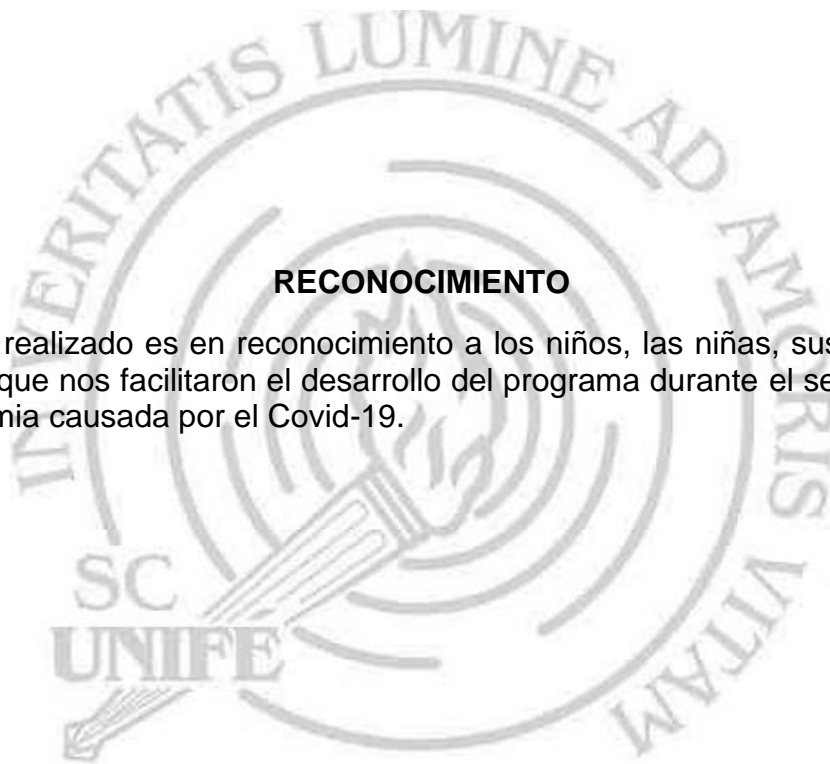 IN VERITATIS LUMINE AD AMORIS VITAM
RECONOCIMIENTO
realizado es en reconocimiento a los niños, las niñas, sus
que nos facilitaron el desarrollo del programa durante el se
mia causada por el Covid-19.
SC
UNIFE